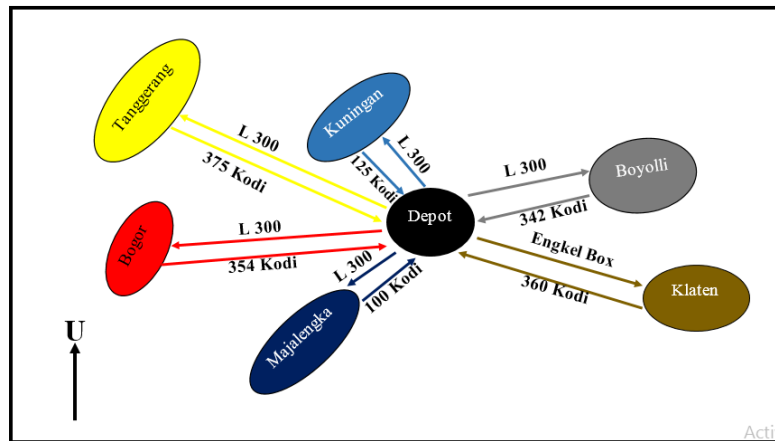 Tanggerang
Kuningan
L 300
375 Kodi
L 300
125 Kodi
L 300
Boyolli
342 Kodi
Depot
Bogor
L 300
354 Kodi
Engkel Box
360 Kodi
Klaten
L 300
100 Kodi
Majalengka
U
Acti